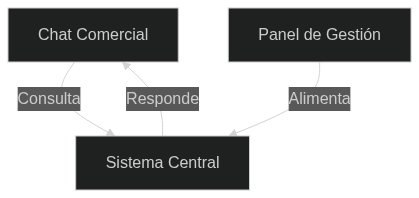 Chat Comercial
Panel de Gestión
Consulta
Responde
Alimenta
Sistema Central